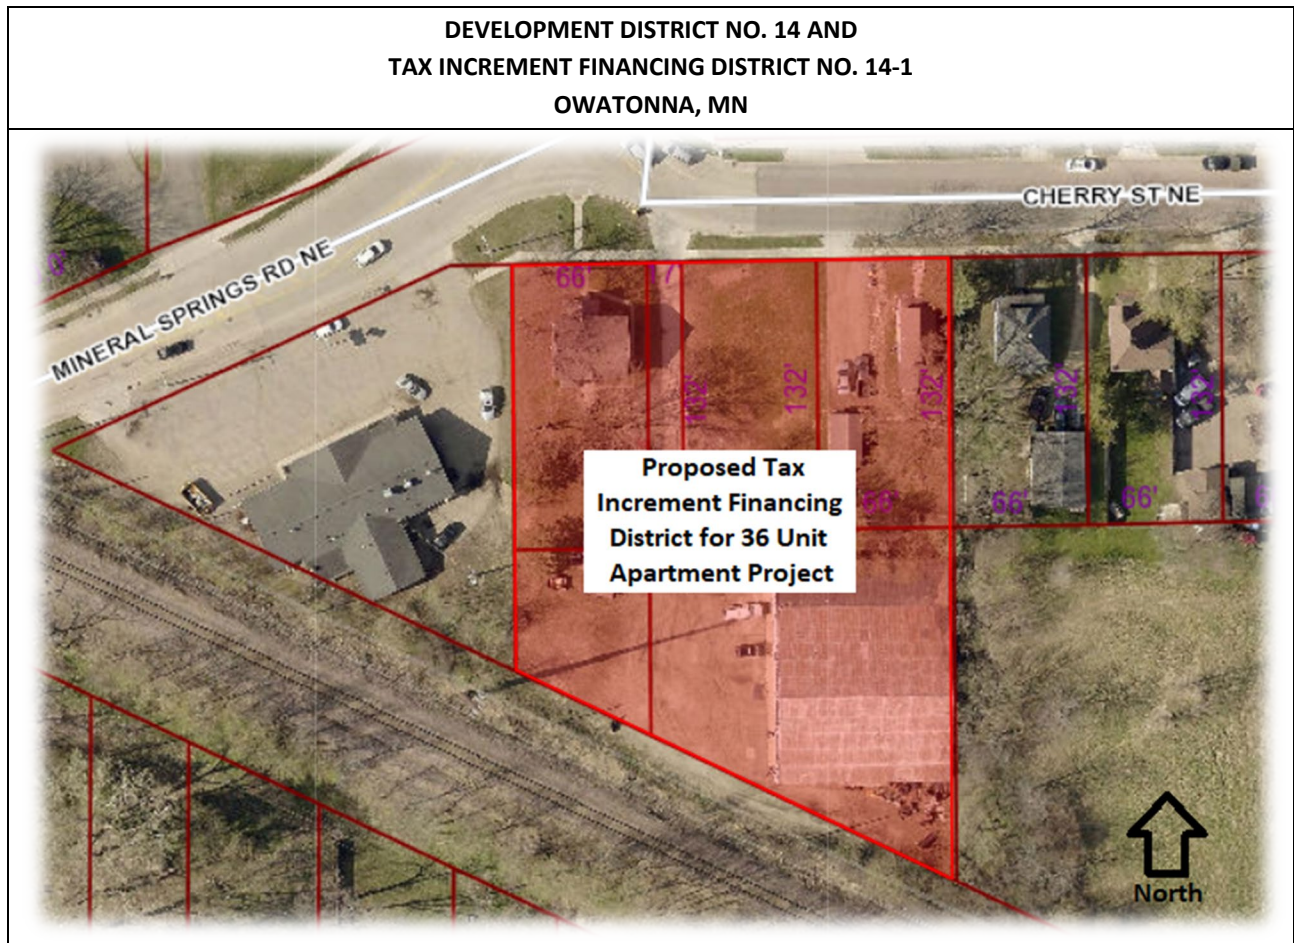 DEVELOPMENT DISTRICT NO. 14 AND
TAX INCREMENT FINANCING DISTRICT NO. 14-1
OWATONNA, MN
CHERRY ST NE
MINERAL SPRINGS RD NE
66'
17'
132'
132'
132'
132'
132'
Proposed Tax
Increment Financing
District for 36 Unit
Apartment Project
66'
66'
66'
North